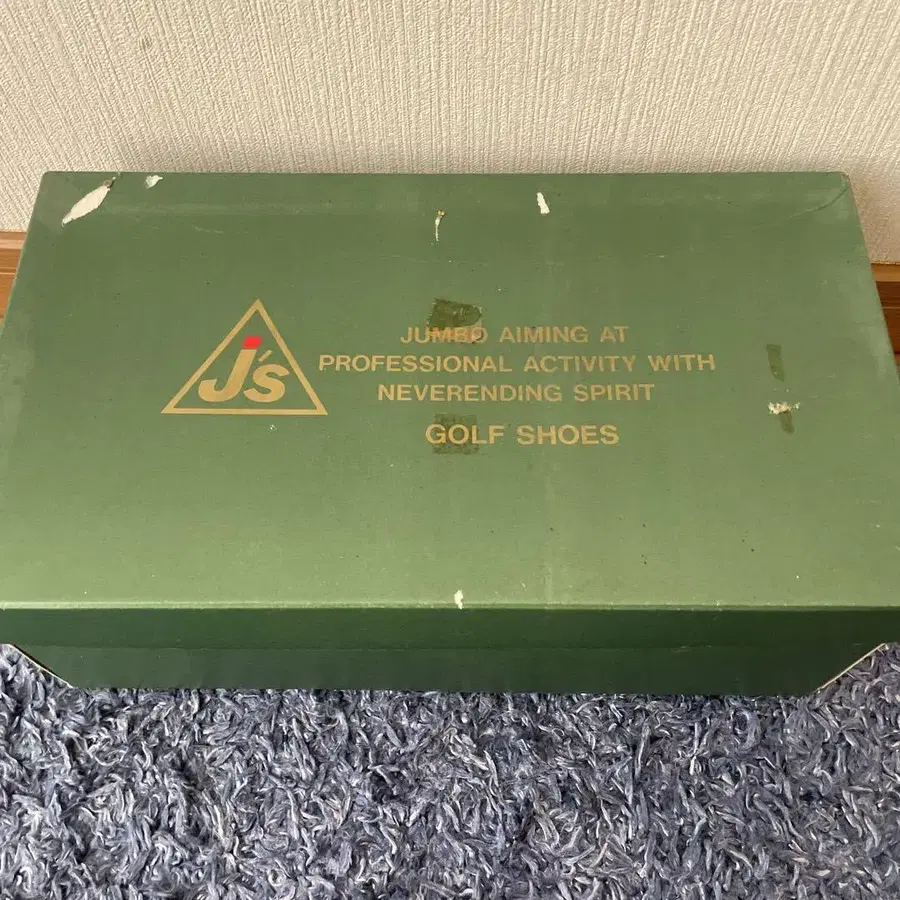 J's
JUMBO AIMING AT
PROFESSIONAL ACTIVITY WITH
NEVERENDING SPIRIT
GOLF SHOES